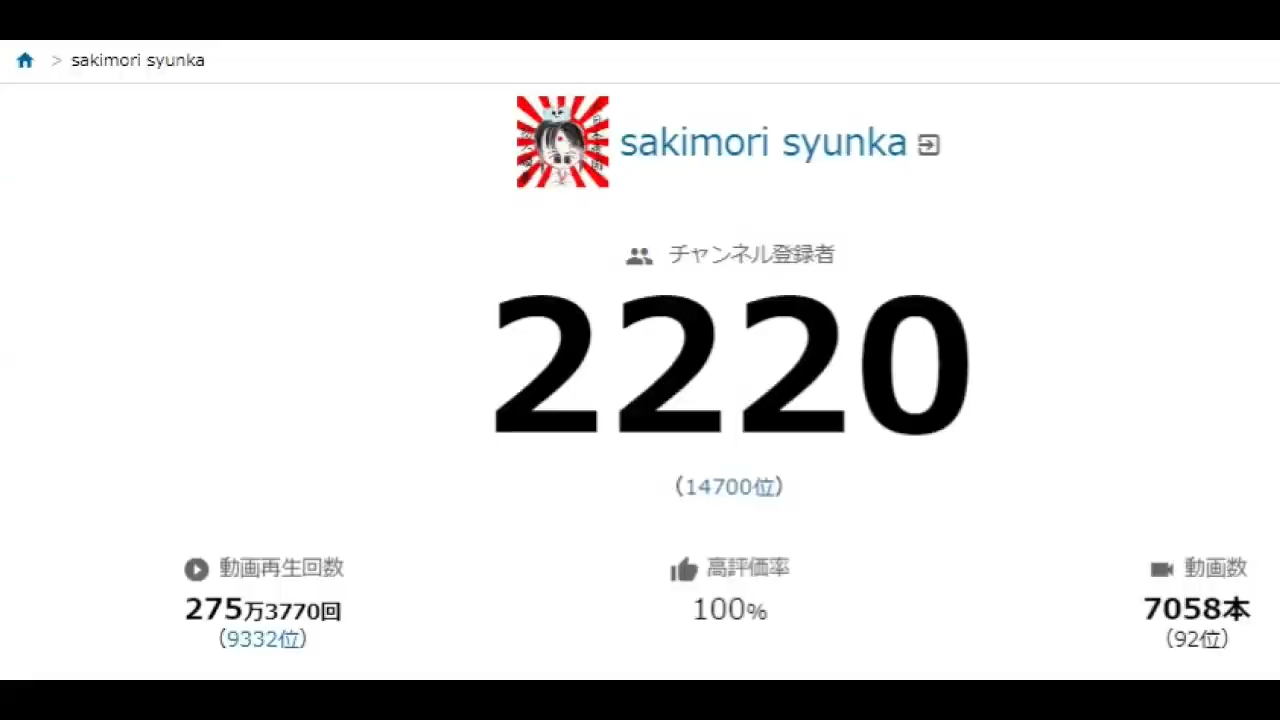 > sakimori syunka
sakimori syunka
チャンネル登録者
2220
(14700位)
動画再生回数
275万3770回
(9332位)
高評価率
100%
動画数
7058本
(92位)